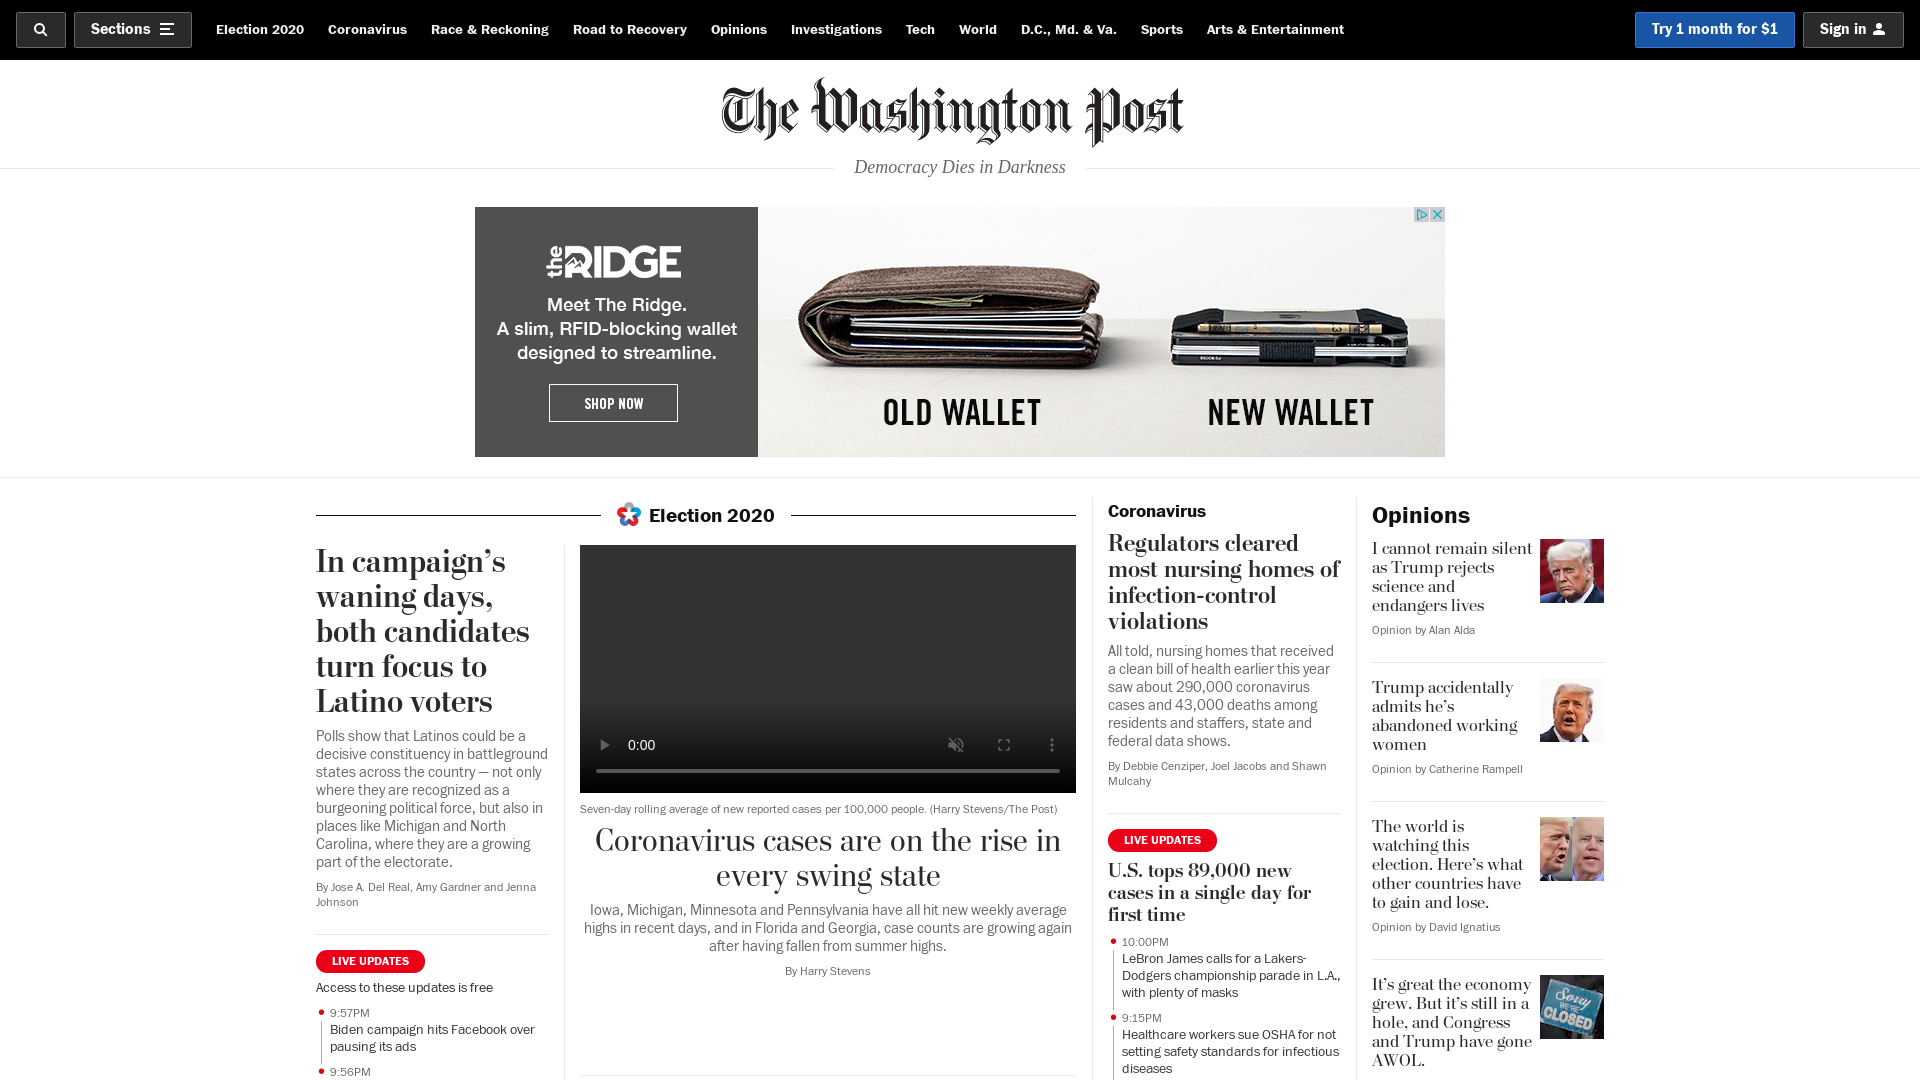 Sections
Election 2020
Coronavirus
Race & Reckoning
Road to Recovery
Opinions
Investigations
Tech
World
D.C., Md. & Va.
Sports
Arts & Entertainment
Try 1 month for $1
Sign in
The Washington Post
Democracy Dies in Darkness
the RIDGE
Meet The Ridge.
A slim, RFID-blocking wallet
designed to streamline.
SHOP NOW
OLD WALLET
NEW WALLET
Election 2020
In campaign’s
waning days,
both candidates
turn focus to
Latino voters
Polls show that Latinos could be a
decisive constituency in battleground
states across the country — not only
where they are recognized as a
burgeoning political force, but also in
places like Michigan and North
Carolina, where they are a growing
part of the electorate.
By Jose A. Del Real, Amy Gardner and Jenna
Johnson
LIVE UPDATES
Access to these updates is free
9:57PM
Biden campaign hits Facebook over
pausing its ads
9:56PM
0:00
Seven-day rolling average of new reported cases per 100,000 people. (Harry Stevens/The Post)
Coronavirus cases are on the rise in
every swing state
Iowa, Michigan, Minnesota and Pennsylvania have all hit new weekly average
highs in recent days, and in Florida and Georgia, case counts are growing again
after having fallen from summer highs.
By Harry Stevens
Coronavirus
Regulators cleared
most nursing homes of
infection-control
violations
All told, nursing homes that received
a clean bill of health earlier this year
saw about 290,000 coronavirus
cases and 43,000 deaths among
residents and staffers, state and
federal data shows.
By Debbie Cenziper, Joel Jacobs and Shawn
Mulcahy
LIVE UPDATES
U.S. tops 89,000 new
cases in a single day for
first time
10:00PM
LeBron James calls for a Lakers-
Dodgers championship parade in L.A.,
with plenty of masks
9:15PM
Healthcare workers sue OSHA for not
setting safety standards for infectious
diseases
Opinions
I cannot remain silent
as Trump rejects
science and
endangers lives
Opinion by Alan Alda
Trump accidentally
admits he’s
abandoned working
women
Opinion by Catherine Rampell
The world is
watching this
election. Here’s what
other countries have
to gain and lose.
Opinion by David Ignatius
It’s great the economy
grew. But it’s still in a
hole, and Congress
and Trump have gone
AWOL.
Sorry
WE'RE
CLOSED